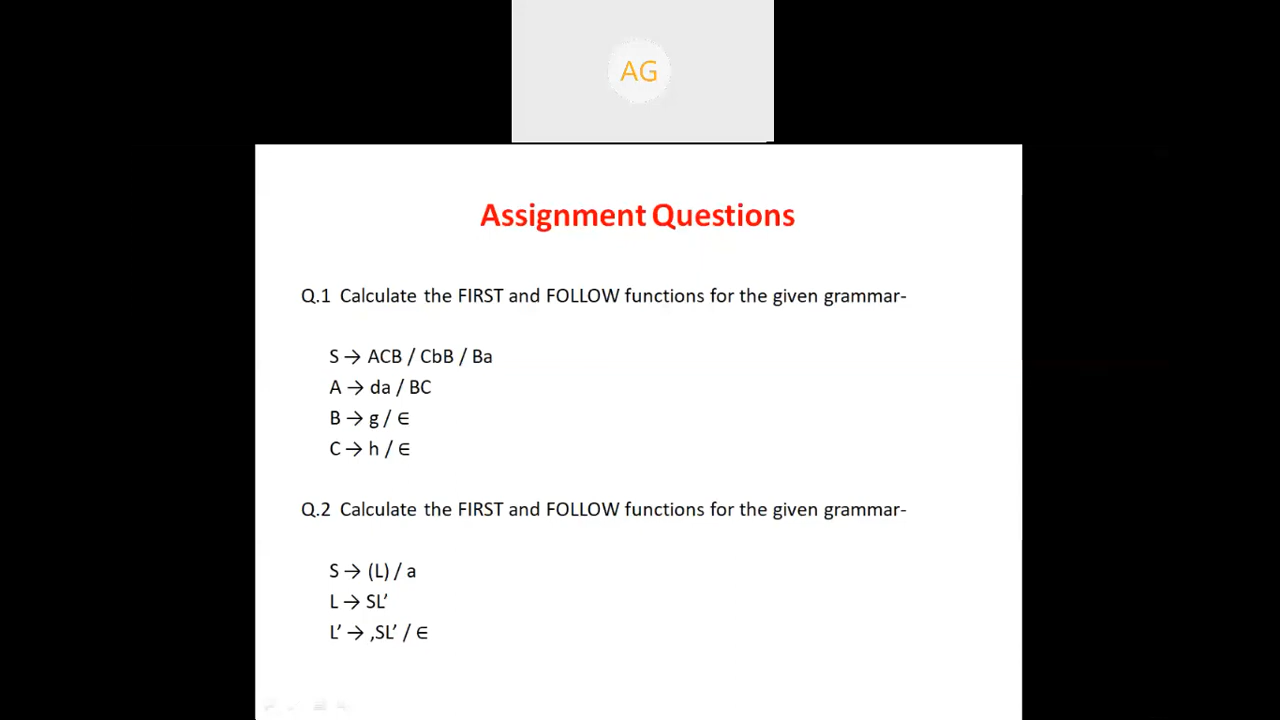 AG
Assignment Questions
Q.1 Calculate the FIRST and FOLLOW functions for the given grammar-
S → ACB / CbB / Ba
A → da / BC
B → g / ∈
C → h / ∈
Q.2 Calculate the FIRST and FOLLOW functions for the given grammar-
S → (L) / a
L → SL’
L’ → ,SL’ / ∈